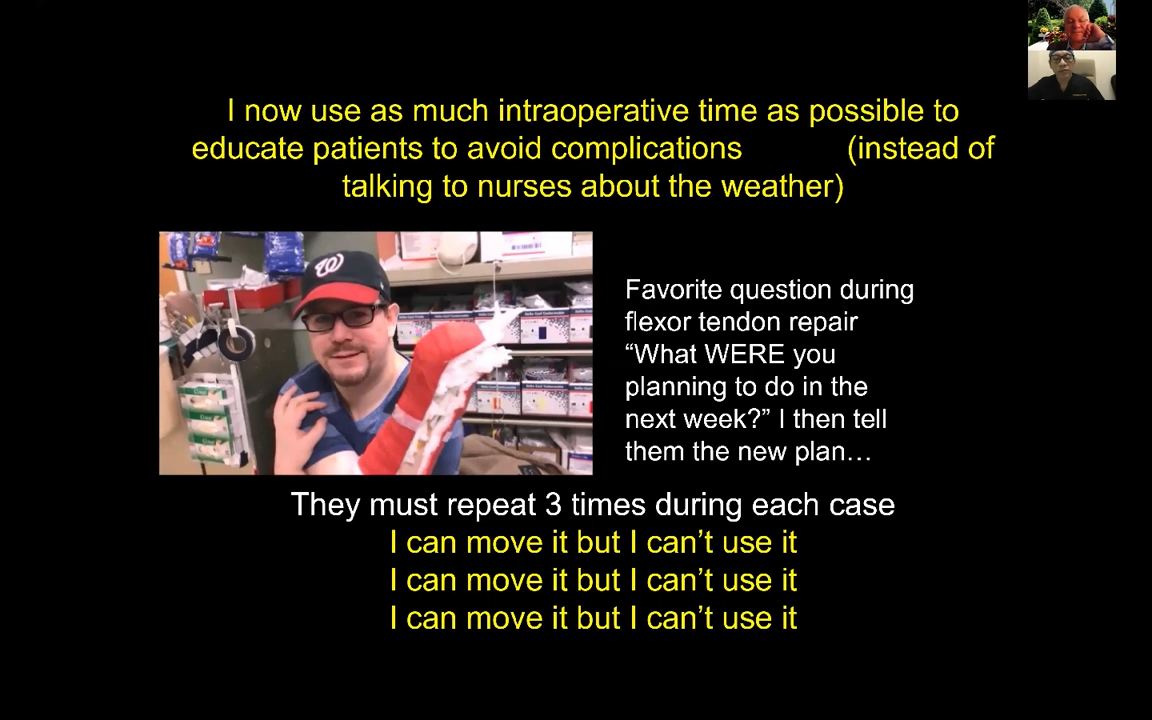 I now use as much intraoperative time as possible to
educate patients to avoid complications (instead of
talking to nurses about the weather)
Favorite question during
flexor tendon repair
“What WERE you
planning to do in the
next week?” I then tell
them the new plan…
They must repeat 3 times during each case
I can move it but I can’t use it
I can move it but I can’t use it
I can move it but I can’t use it